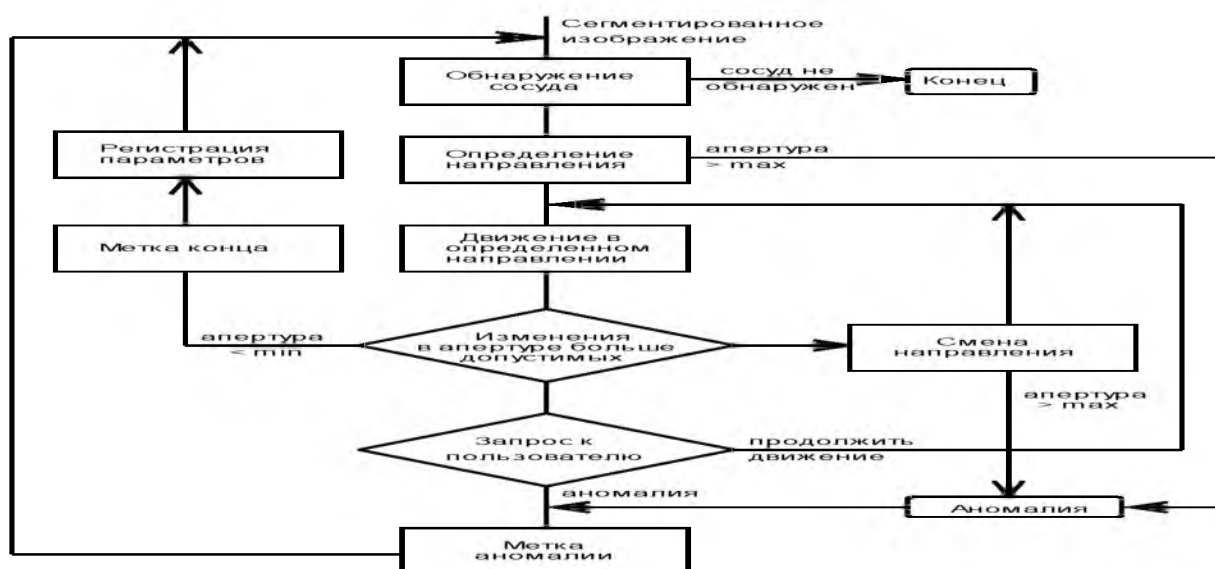 Сегментированное
изображение
Обнаружение
сосуда
сосуд не
обнаружен
Конец
Регистрация
параметров
Определение
направления
апертура
> max
Метка конца
Движение в
определенном
направлении
апертура
< min
Изменения
в апертуре больше
допустимых
Смена
направления
апертура
> max
Запрос к
пользователю
продолжить
движение
аномалия
Аномалия
Метка
аномалии